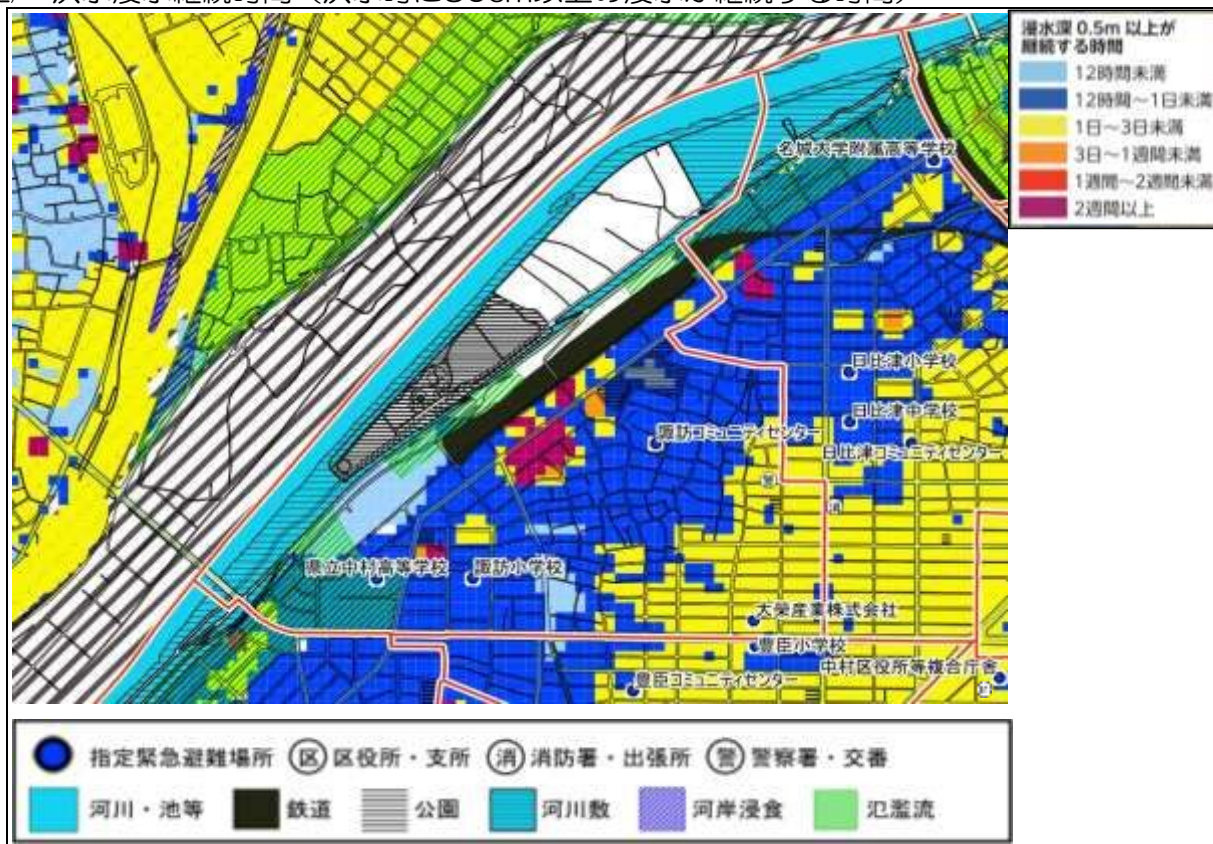 浸水深 0.5m 以上が
継続する時間
12時間未満
12時間～1日未満
1日～3日未満
3日～1週間未満
1週間～2週間未満
2週間以上
名城大学附属高等学校
日比津小学校
日比津中学校
諏訪コミュニティセンター
日比津コミュニティセンター
警
消
県立中村高等学校
諏訪小学校
大榮産業株式会社
豊臣小学校
中村区役所等複合庁舎
豊臣コミュニティセンター
指定緊急避難場所 区 区役所・支所 消 消防署・出張所 警 警察署・交番
河川・池等 鉄道 公園 河川敷 河岸浸食 氾濫流